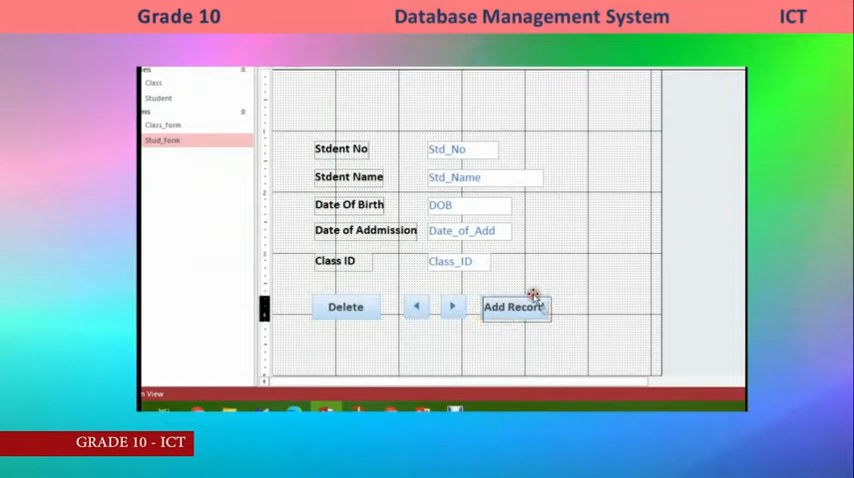 Grade 10 Database Management System ICT
Class
Student
Class_form
Stud_form
Stdent No Std_No
Stdent Name Std_Name
Date Of Birth DOB
Date of Addmission Date_of_Add
Class ID Class_ID
Delete Add Record
View
GRADE 10 - ICT